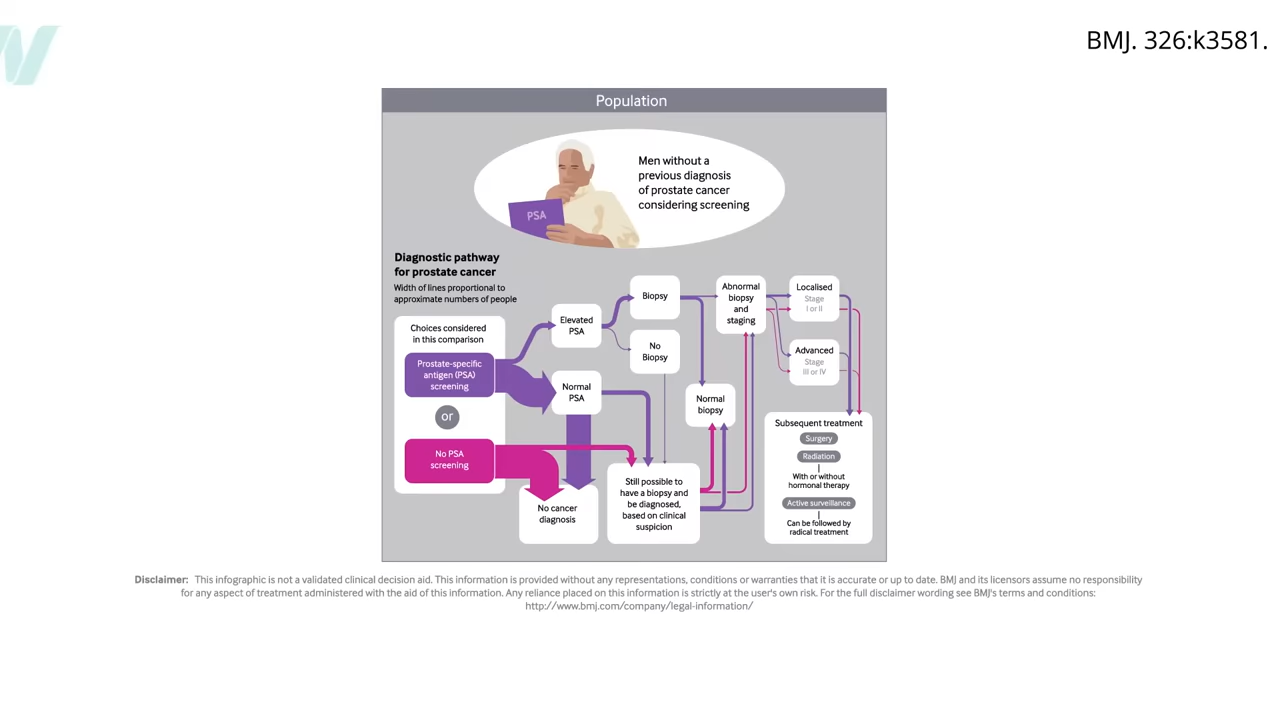 BMJ. 326:k3581.
Population
Men without a
previous diagnosis
of prostate cancer
considering screening
PSA
Diagnostic pathway
for prostate cancer
Width of lines proportional to
approximate numbers of people
Choices considered
in this comparison
Prostate-specific
antigen (PSA)
screening
or
No PSA
screening
Elevated
PSA
Normal
PSA
Biopsy
No
Biopsy
Abnormal
biopsy
and
staging
Localised
Stage
I or II
Advanced
Stage
III or IV
Normal
biopsy
No cancer
diagnosis
Still possible to
have a biopsy and
be diagnosed,
based on clinical
suspicion
Subsequent treatment
Surgery
Radiation
With or without
hormonal therapy
Active surveillance
Can be followed by
radical treatment
Disclaimer: This infographic is not a validated clinical decision aid. This information is provided without any representations, conditions or warranties that it is accurate or up to date. BMJ and its licensors assume no responsibility
for any aspect of treatment administered with the aid of this information. Any reliance placed on this information is strictly at the user's own risk. For the full disclaimer wording see BMJ's terms and conditions:
http://www.bmj.com/company/legal-information/